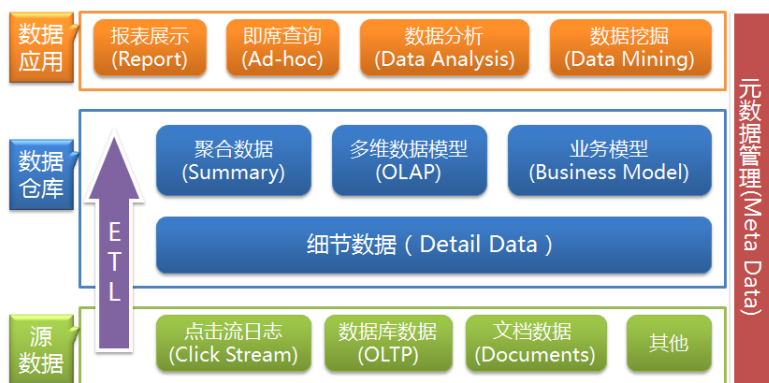 数据
应用
报表展示
(Report)
即席查询
(Ad-hoc)
数据分析
(Data Analysis)
数据挖掘
(Data Mining)
数据
仓库
聚合数据
(Summary)
多维数据模型
(OLAP)
业务模型
(Business Model)
细节数据（Detail Data）
ETL
源
数据
点击流日志
(Click Stream)
数据库数据
(OLTP)
文档数据
(Documents)
其他
元数据管理(Meta Data)